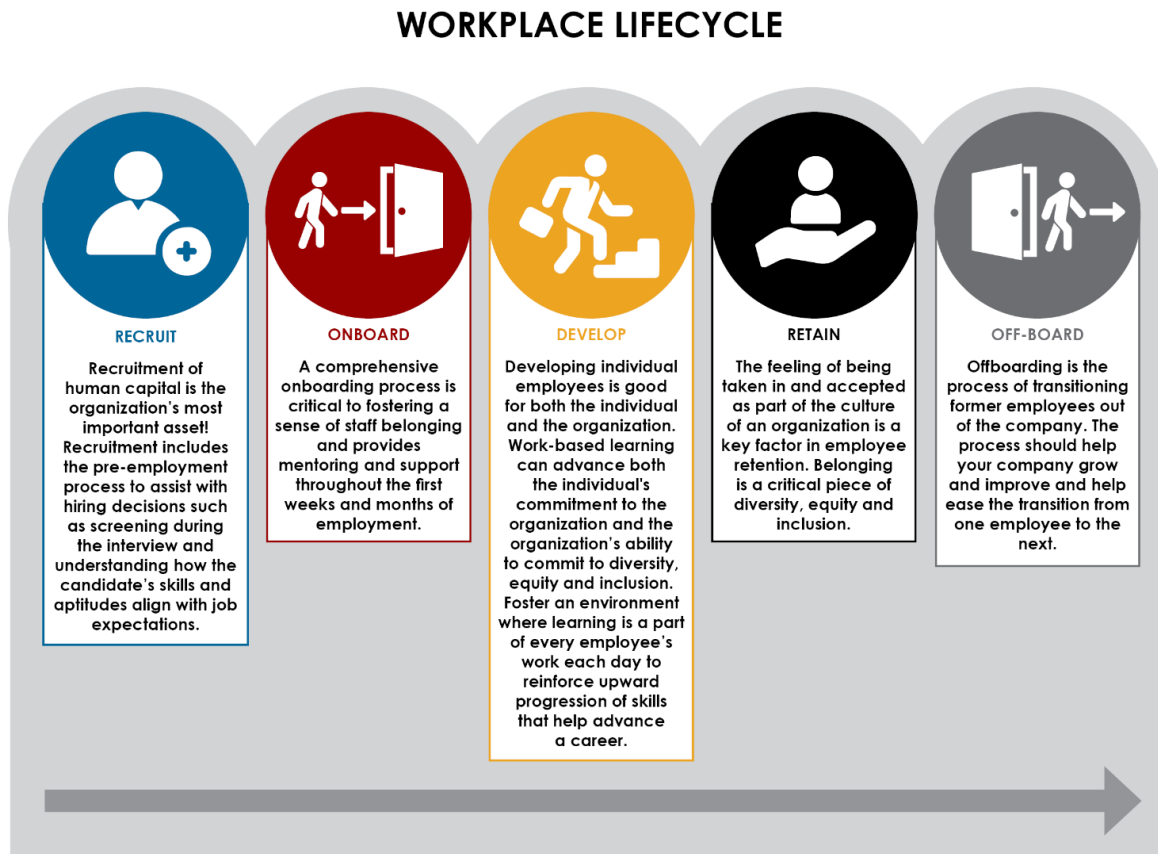 WORKPLACE LIFECYCLE
RECRUIT
Recruitment of
human capital is the
organization's most
important asset!
Recruitment includes
the pre-employment
process to assist with
hiring decisions such
as screening during
the interview and
understanding how the
candidate's skills and
aptitudes align with job
expectations.
ONBOARD
A comprehensive
onboarding process is
critical to fostering a
sense of staff belonging
and provides
mentoring and support
throughout the first
weeks and months of
employment.
DEVELOP
Developing individual
employees is good
for both the individual
and the organization.
Work-based learning
can advance both
the individual's
commitment to the
organization and the
organization's ability
to commit to diversity,
equity and inclusion.
Foster an environment
where learning is a part
of every employee's
work each day to
reinforce upward
progression of skills
that help advance
a career.
RETAIN
The feeling of being
taken in and accepted
as part of the culture
of an organization is a
key factor in employee
retention. Belonging
is a critical piece of
diversity, equity and
inclusion.
OFF-BOARD
Offboarding is the
process of transitioning
former employees out
of the company. The
process should help
your company grow
and improve and help
ease the transition from
one employee to the
next.